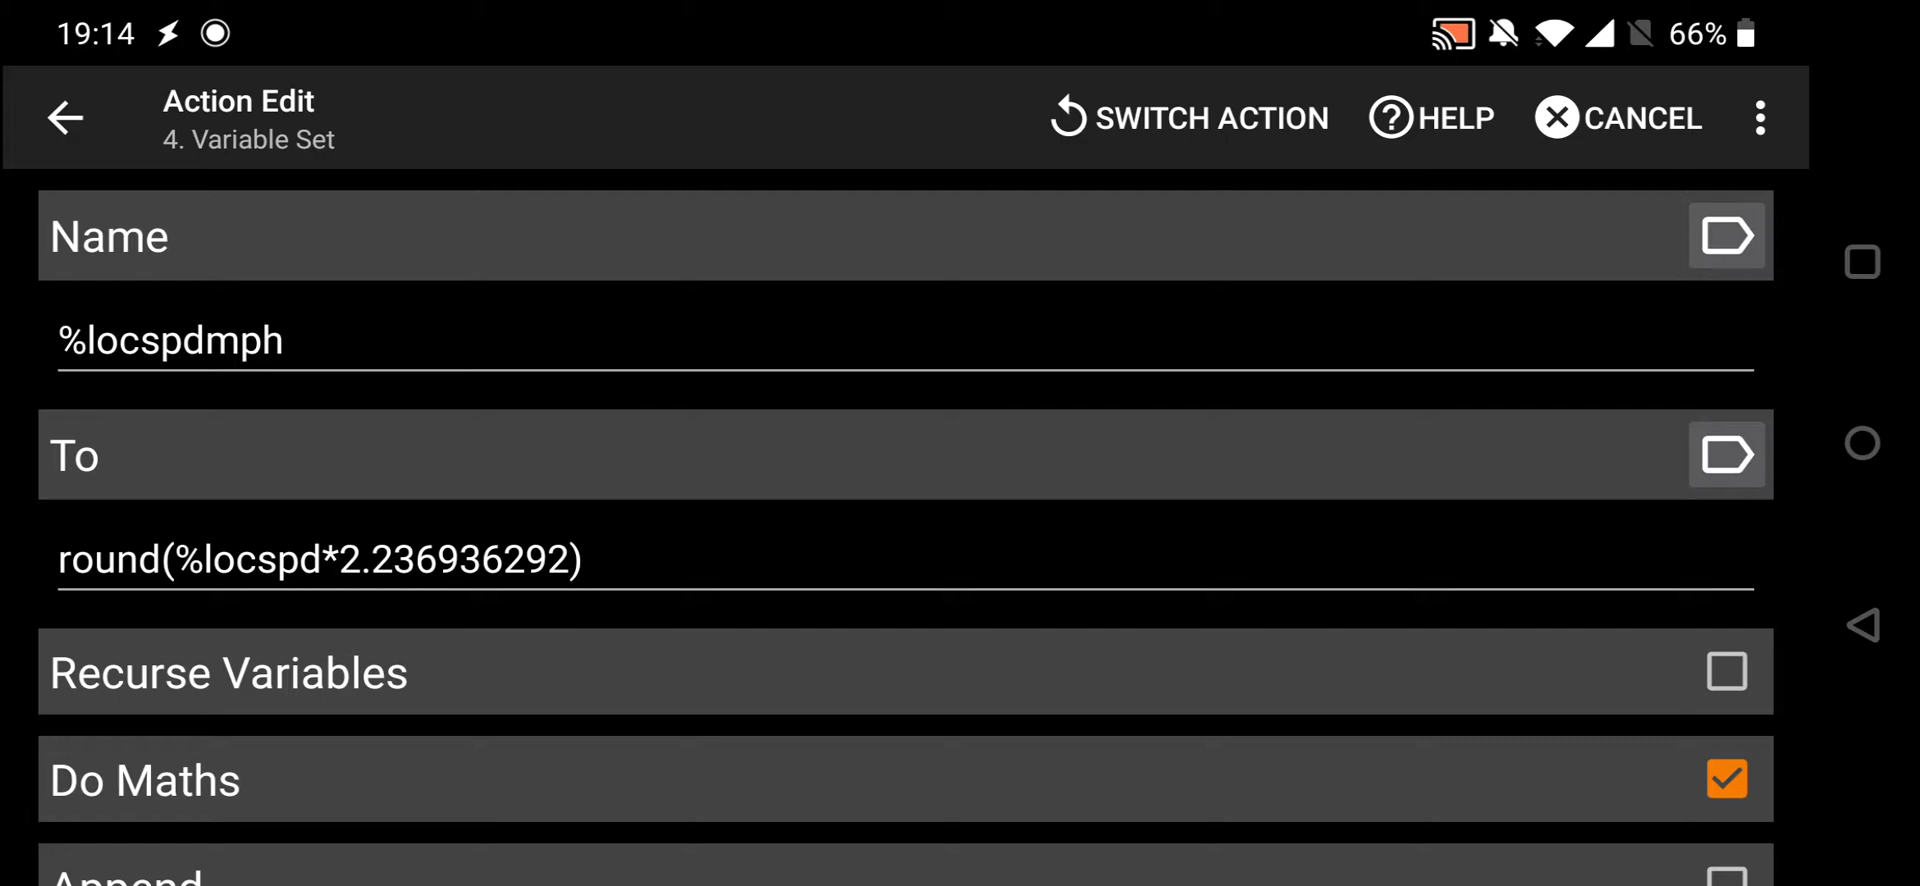 19:14 66%
Action Edit
4. Variable Set
SWITCH ACTION HELP CANCEL
Name
%locspdmph
To
round(%locspd*2.236936292)
Recurse Variables
Do Maths
Append